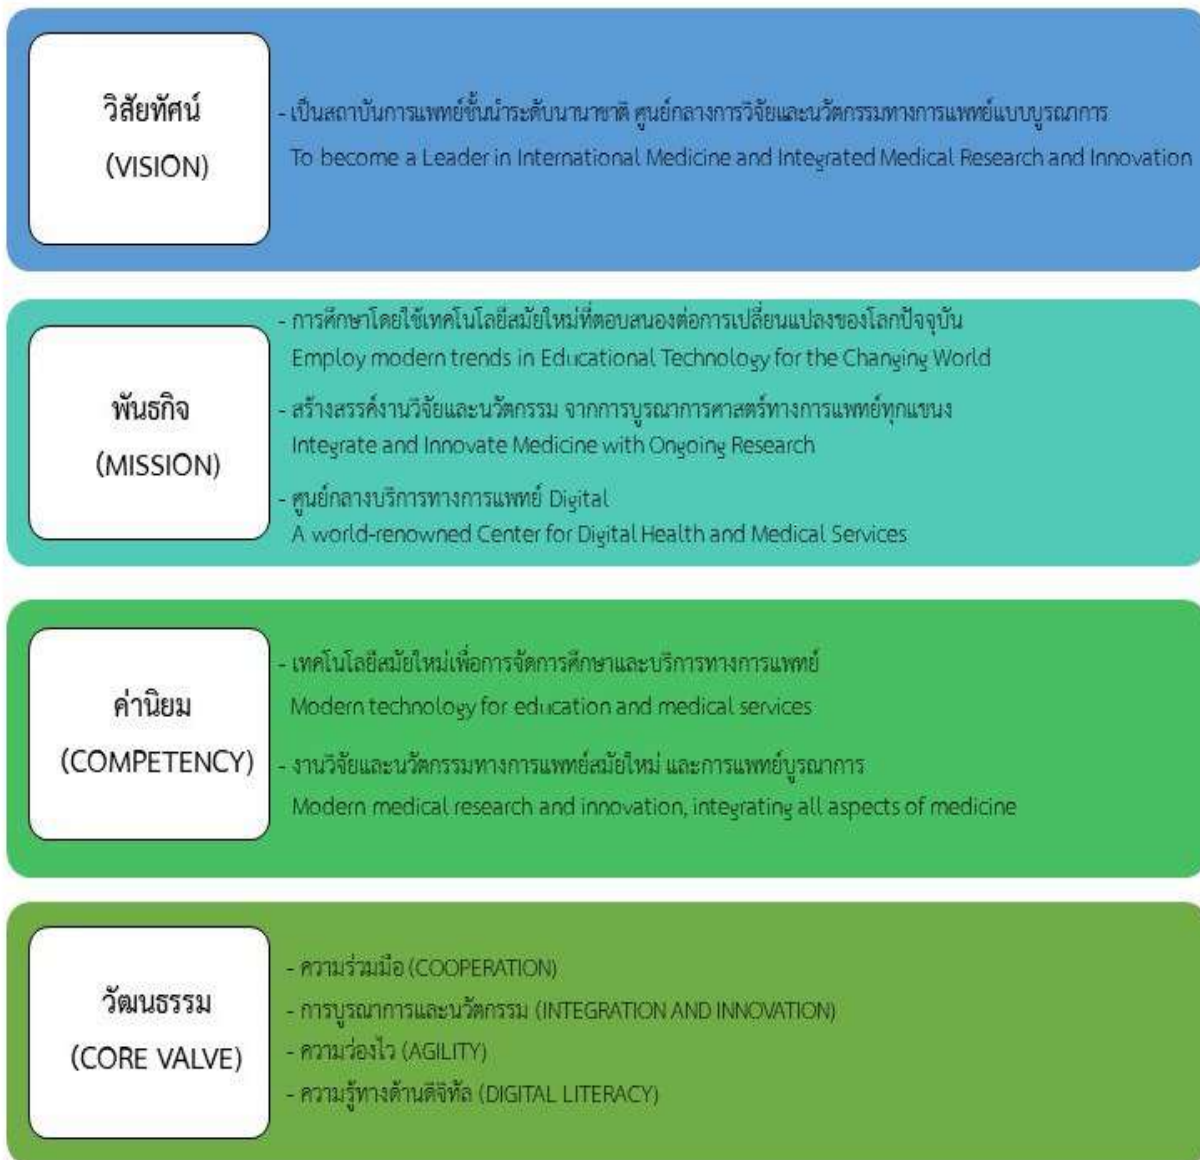 วิสัยทัศน์
(VISION)
- เป็นสถาบันการแพทย์ชั้นนำระดับนานาชาติ ศูนย์กลางการวิจัยและนวัตกรรมทางการแพทย์แบบบูรณาการ
To become a Leader in International Medicine and Integrated Medical Research and Innovation
พันธกิจ
(MISSION)
- การศึกษาโดยใช้เทคโนโลยีสมัยใหม่ที่ตอบสนองต่อการเปลี่ยนแปลงของโลกปัจจุบัน
Employ modern trends in Educational Technology for the Changing World
- สร้างสรรค์งานวิจัยและนวัตกรรม จากการบูรณาการศาสตร์ทางการแพทย์ทุกแขนง
Integrate and Innovate Medicine with Ongoing Research
- ศูนย์กลางบริการทางการแพทย์ Digital
A world-renowned Center for Digital Health and Medical Services
ค่านิยม
(COMPETENCY)
- เทคโนโลยีสมัยใหม่เพื่อการจัดการศึกษาและบริการทางการแพทย์
Modern technology for education and medical services
- งานวิจัยและนวัตกรรมทางการแพทย์สมัยใหม่ และการแพทย์บูรณาการ
Modern medical research and innovation, integrating all aspects of medicine
วัฒนธรรม
(CORE VALVE)
- ความร่วมมือ (COOPERATION)
- การบูรณาการและนวัตกรรม (INTEGRATION AND INNOVATION)
- ความว่องไว (AGILITY)
- ความรู้ทางด้านดิจิทัล (DIGITAL LITERACY)